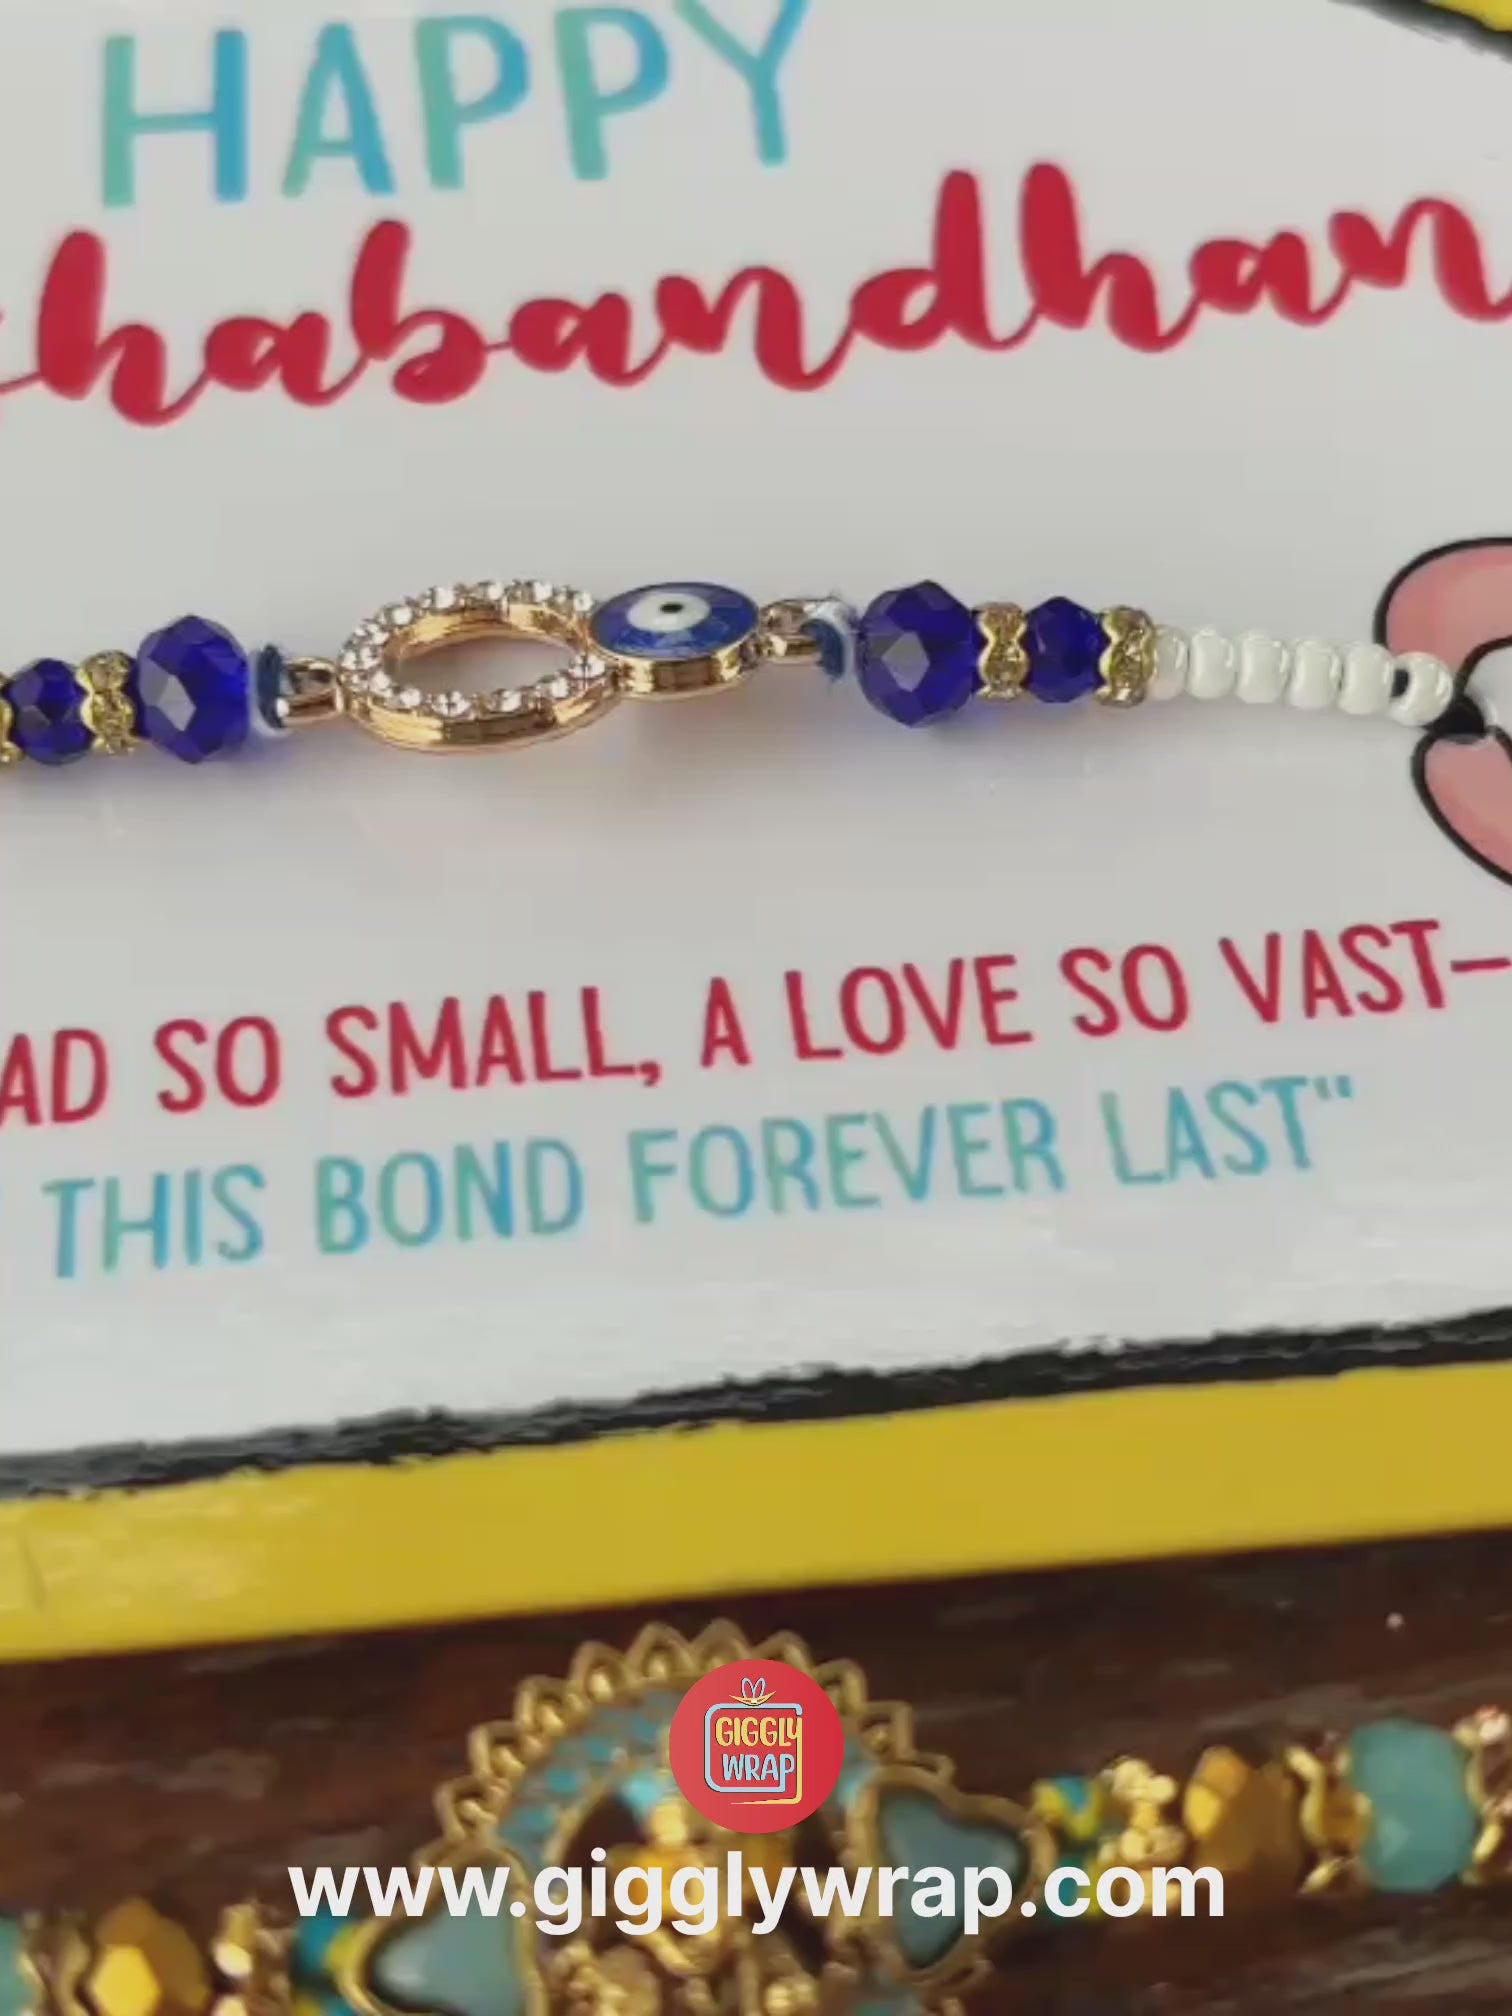 HAPPY
habandhan
AD SO SMALL, A LOVE SO VAST—
THIS BOND FOREVER LAST"
GIGGLY
WRAP
www.gigglywrap.com